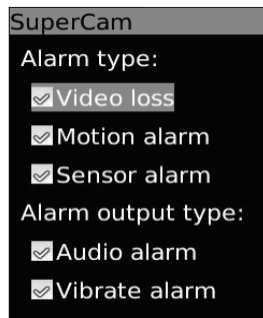 SuperCam
Alarm type:
Video loss
Motion alarm
Sensor alarm
Alarm output type:
Audio alarm
Vibrate alarm